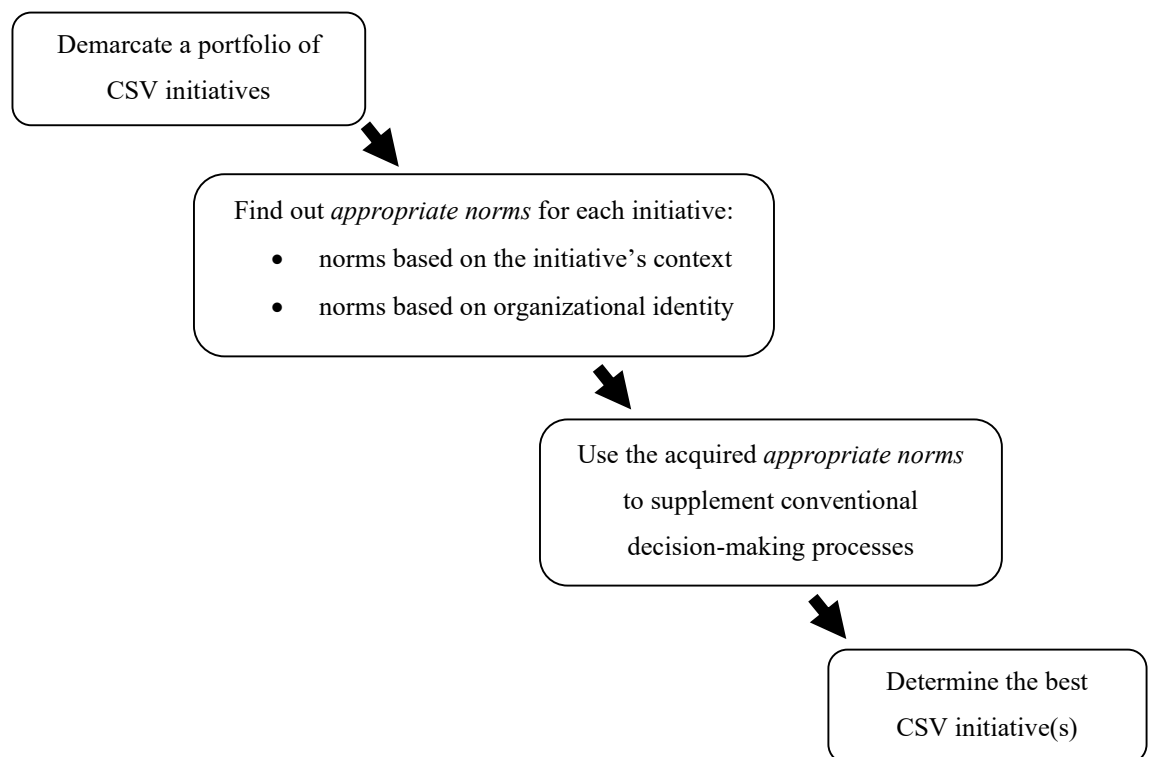 Demarcate a portfolio of
CSV initiatives
Find out appropriate norms for each initiative:
• norms based on the initiative’s context
• norms based on organizational identity
Use the acquired appropriate norms
to supplement conventional
decision-making processes
Determine the best
CSV initiative(s)